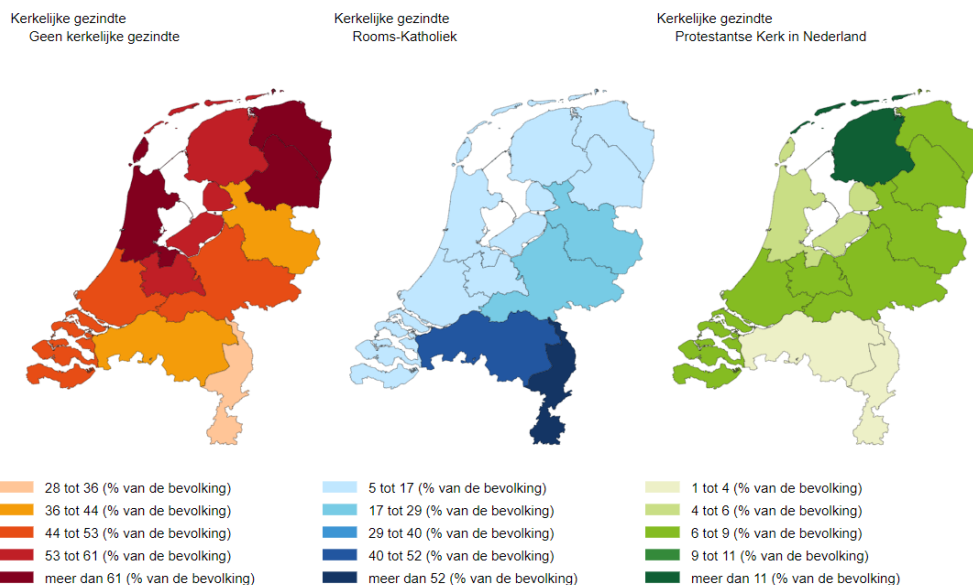 Kerkelijke gezindte
Geen kerkelijke gezindte
Kerkelijke gezindte
Rooms-Katholiek
Kerkelijke gezindte
Protestantse Kerk in Nederland
28 tot 36 (% van de bevolking)
36 tot 44 (% van de bevolking)
44 tot 53 (% van de bevolking)
53 tot 61 (% van de bevolking)
meer dan 61 (% van de bevolking)
5 tot 17 (% van de bevolking)
17 tot 29 (% van de bevolking)
29 tot 40 (% van de bevolking)
40 tot 52 (% van de bevolking)
meer dan 52 (% van de bevolking)
1 tot 4 (% van de bevolking)
4 tot 6 (% van de bevolking)
6 tot 9 (% van de bevolking)
9 tot 11 (% van de bevolking)
meer dan 11 (% van de bevolking)